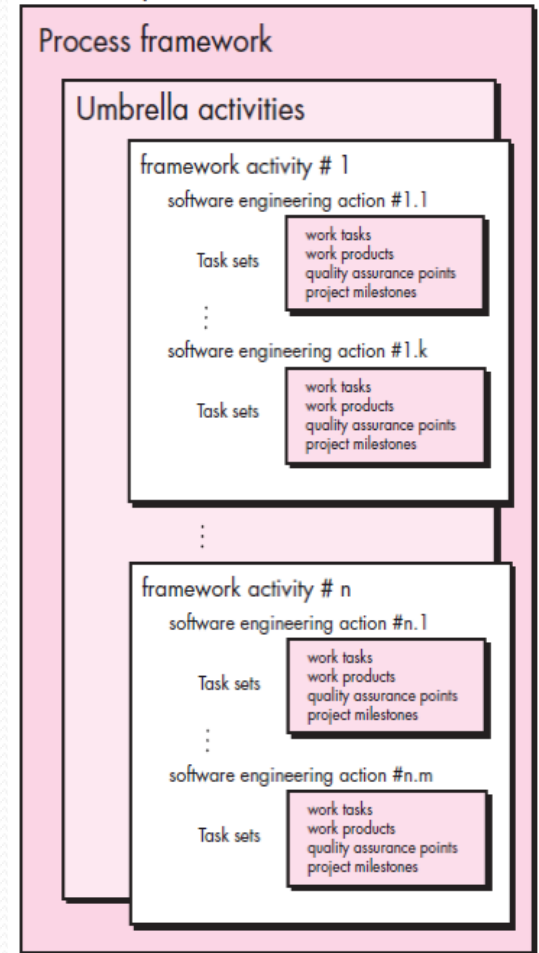 Process framework
Umbrella activities
framework activity # 1
software engineering action #1.1
Task sets
work tasks
work products
quality assurance points
project milestones
software engineering action #1.k
Task sets
work tasks
work products
quality assurance points
project milestones
framework activity # n
software engineering action #n.1
Task sets
work tasks
work products
quality assurance points
project milestones
software engineering action #n.m
Task sets
work tasks
work products
quality assurance points
project milestones